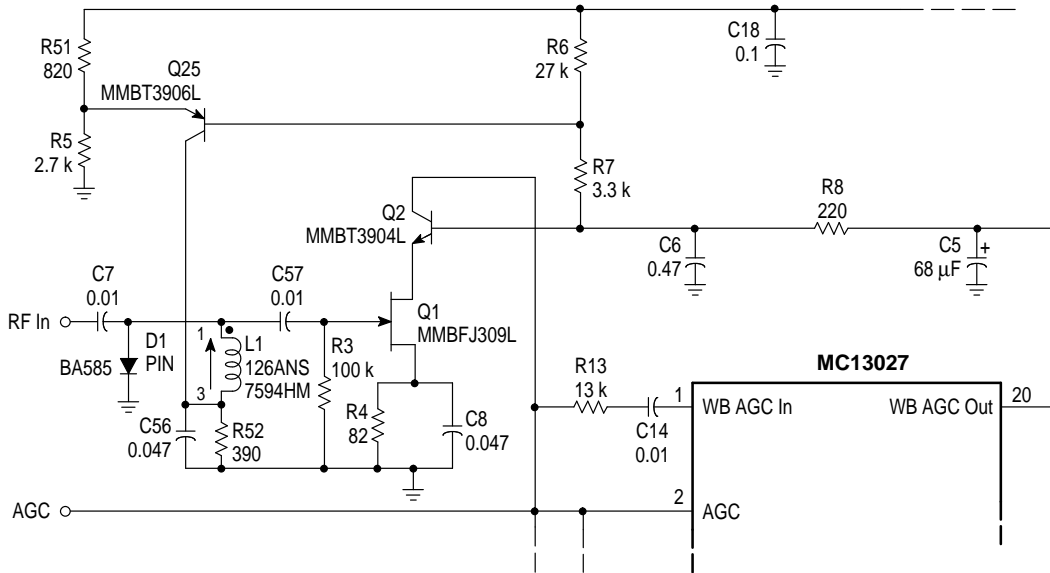 R51
820
Q25
MMBT3906L
R6
27 k
C18
0.1
R5
2.7 k
R7
3.3 k
Q2
MMBT3904L
R8
220
C6
0.47
C5
68 µF
+
C7
0.01
C57
0.01
RF In
D1
PIN
BA585
1
L1
126ANS
7594HM
3
R3
100 k
Q1
MMBFJ309L
C56
0.047
R52
390
R4
82
C8
0.047
R13
13 k
C14
0.01
MC13027
1
WB AGC In
WB AGC Out
20
AGC
2
AGC